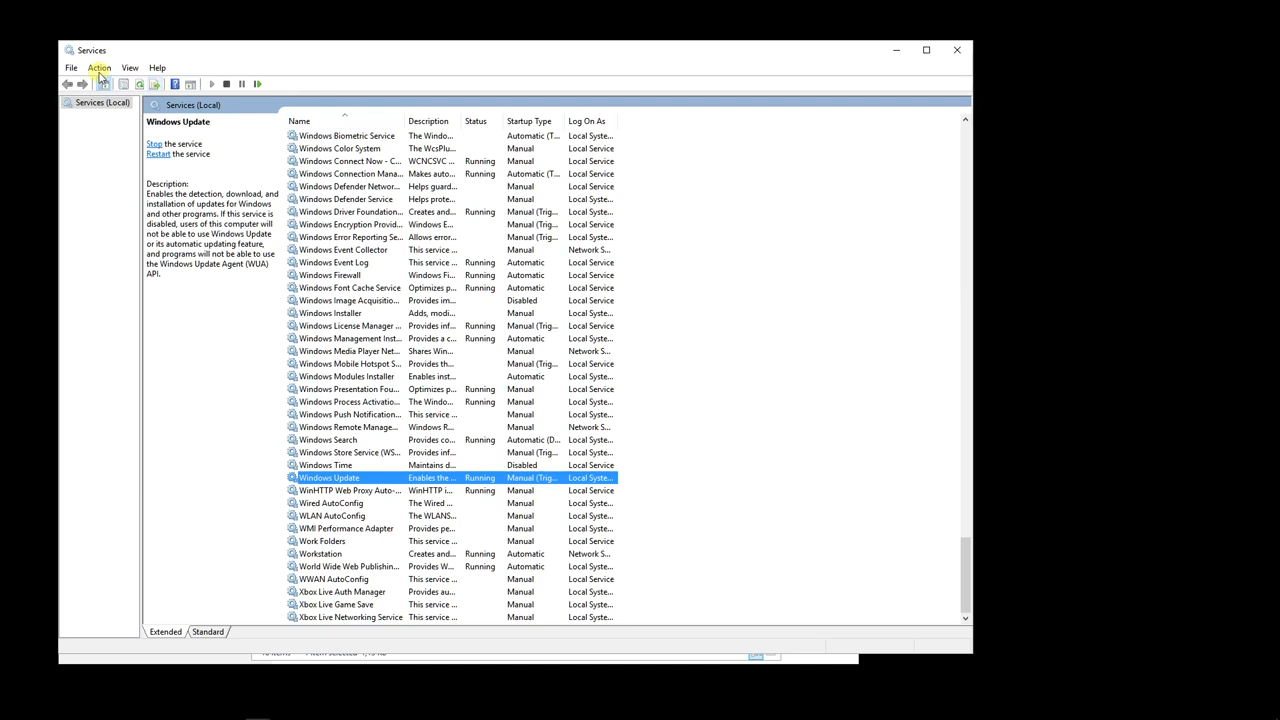 Services
File Action View Help
Services (Local)
Services (Local)
Windows Update
Stop the service
Restart the service
Description:
Enables the detection, download, and
installation of updates for Windows
and other programs. If this service is
disabled, users of this computer will
not be able to use Windows Update
or its automatic updating feature,
and programs will not be able to use
the Windows Update Agent (WUA)
API.
Name Description Status Startup Type Log On As
Windows Biometric Service The Windo... Automatic (T... Local Syste...
Windows Color System The WcsPlu... Manual Local Service
Windows Connect Now - C... WCNCSVC ... Running Manual Local Service
Windows Connection Mana... Makes auto... Running Automatic (T... Local Service
Windows Defender Networ... Helps guard... Manual Local Service
Windows Defender Service Helps prote... Manual Local Syste...
Windows Driver Foundation... Creates and... Running Manual (Trig... Local Syste...
Windows Encryption Provid... Windows E... Manual (Trig... Local Service
Windows Error Reporting Se... Allows error... Manual (Trig... Local Syste...
Windows Event Collector This service ... Manual Network S...
Windows Event Log This service ... Running Automatic Local Service
Windows Firewall Windows Fi... Running Automatic Local Service
Windows Font Cache Service Optimizes p... Running Automatic Local Service
Windows Image Acquisitio... Provides im... Disabled Local Service
Windows Installer Adds, modi... Manual Local Syste...
Windows License Manager ... Provides inf... Running Manual (Trig... Local Service
Windows Management Inst... Provides a c... Running Automatic Local Syste...
Windows Media Player Net... Shares Win... Manual Network S...
Windows Mobile Hotspot S... Provides th... Manual (Trig... Local Service
Windows Modules Installer Enables inst... Automatic Local Syste...
Windows Presentation Fou... Optimizes p... Running Manual Local Service
Windows Process Activatio... The Windo... Running Manual Local Syste...
Windows Push Notification... This service ... Manual Local Syste...
Windows Remote Manage... Windows R... Manual Network S...
Windows Search Provides co... Running Automatic (D... Local Syste...
Windows Store Service (WS... Provides inf... Manual (Trig... Local Syste...
Windows Time Maintains d... Disabled Local Service
Windows Update Enables the ... Running Manual (Trig... Local Syste...
WinHTTP Web Proxy Auto-... WinHTTP i... Running Manual Local Service
Wired AutoConfig The Wired ... Manual Local Syste...
WLAN AutoConfig The WLANS... Manual Local Syste...
WMI Performance Adapter Provides pe... Manual Local Syste...
Work Folders This service ... Manual Local Service
Workstation Creates and... Running Automatic Network S...
World Wide Web Publishin... Provides W... Running Automatic Local Syste...
WWAN AutoConfig This service ... Manual Local Service
Xbox Live Auth Manager Provides au... Manual Local Syste...
Xbox Live Game Save This service ... Manual Local Syste...
Xbox Live Networking Service This service ... Manual Local Syste...
Extended Standard